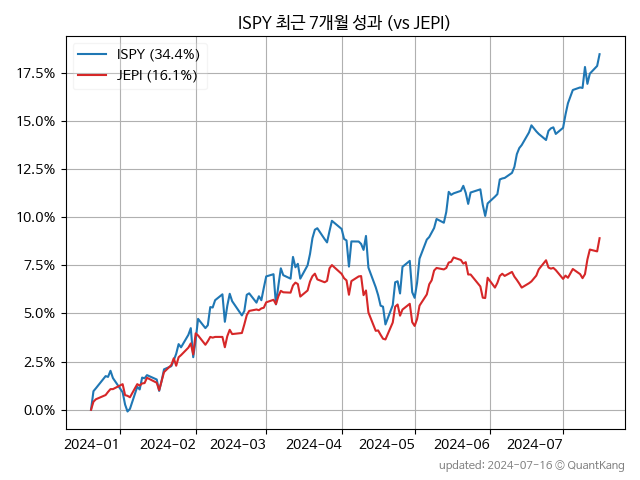 ISPY 최근 7개월 성과 (vs JEPI)
ISPY (34.4%)
JEPI (16.1%)
17.5%
15.0%
12.5%
10.0%
7.5%
5.0%
2.5%
0.0%
2024-01 2024-02 2024-03 2024-04 2024-05 2024-06 2024-07
updated: 2024-07-16 © QuantKang